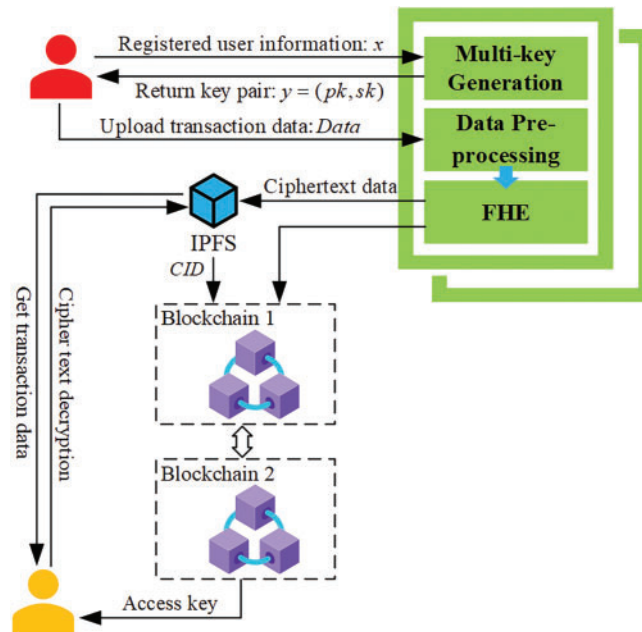 Registered user information: x
Multi-key
Generation
Return key pair: y = (pk, sk)
Upload transaction data: Data
Data Pre-
processing
Ciphertext data
FHE
IPFS
CID
Get transaction data
Cipher text decryption
Blockchain 1
Blockchain 2
Access key